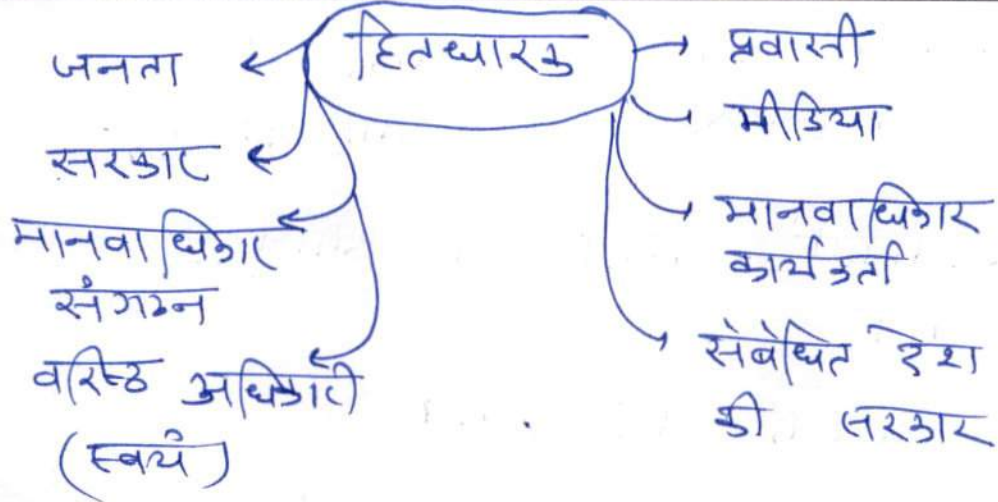 हितधारक
जनता
सरकार
मानवाधिकार
संगठन
वरिष्ठ अधिकारी
(स्वयं)
प्रवासी
मीडिया
मानवाधिकार
कार्यकर्ता
संबंधित देश
की सरकार